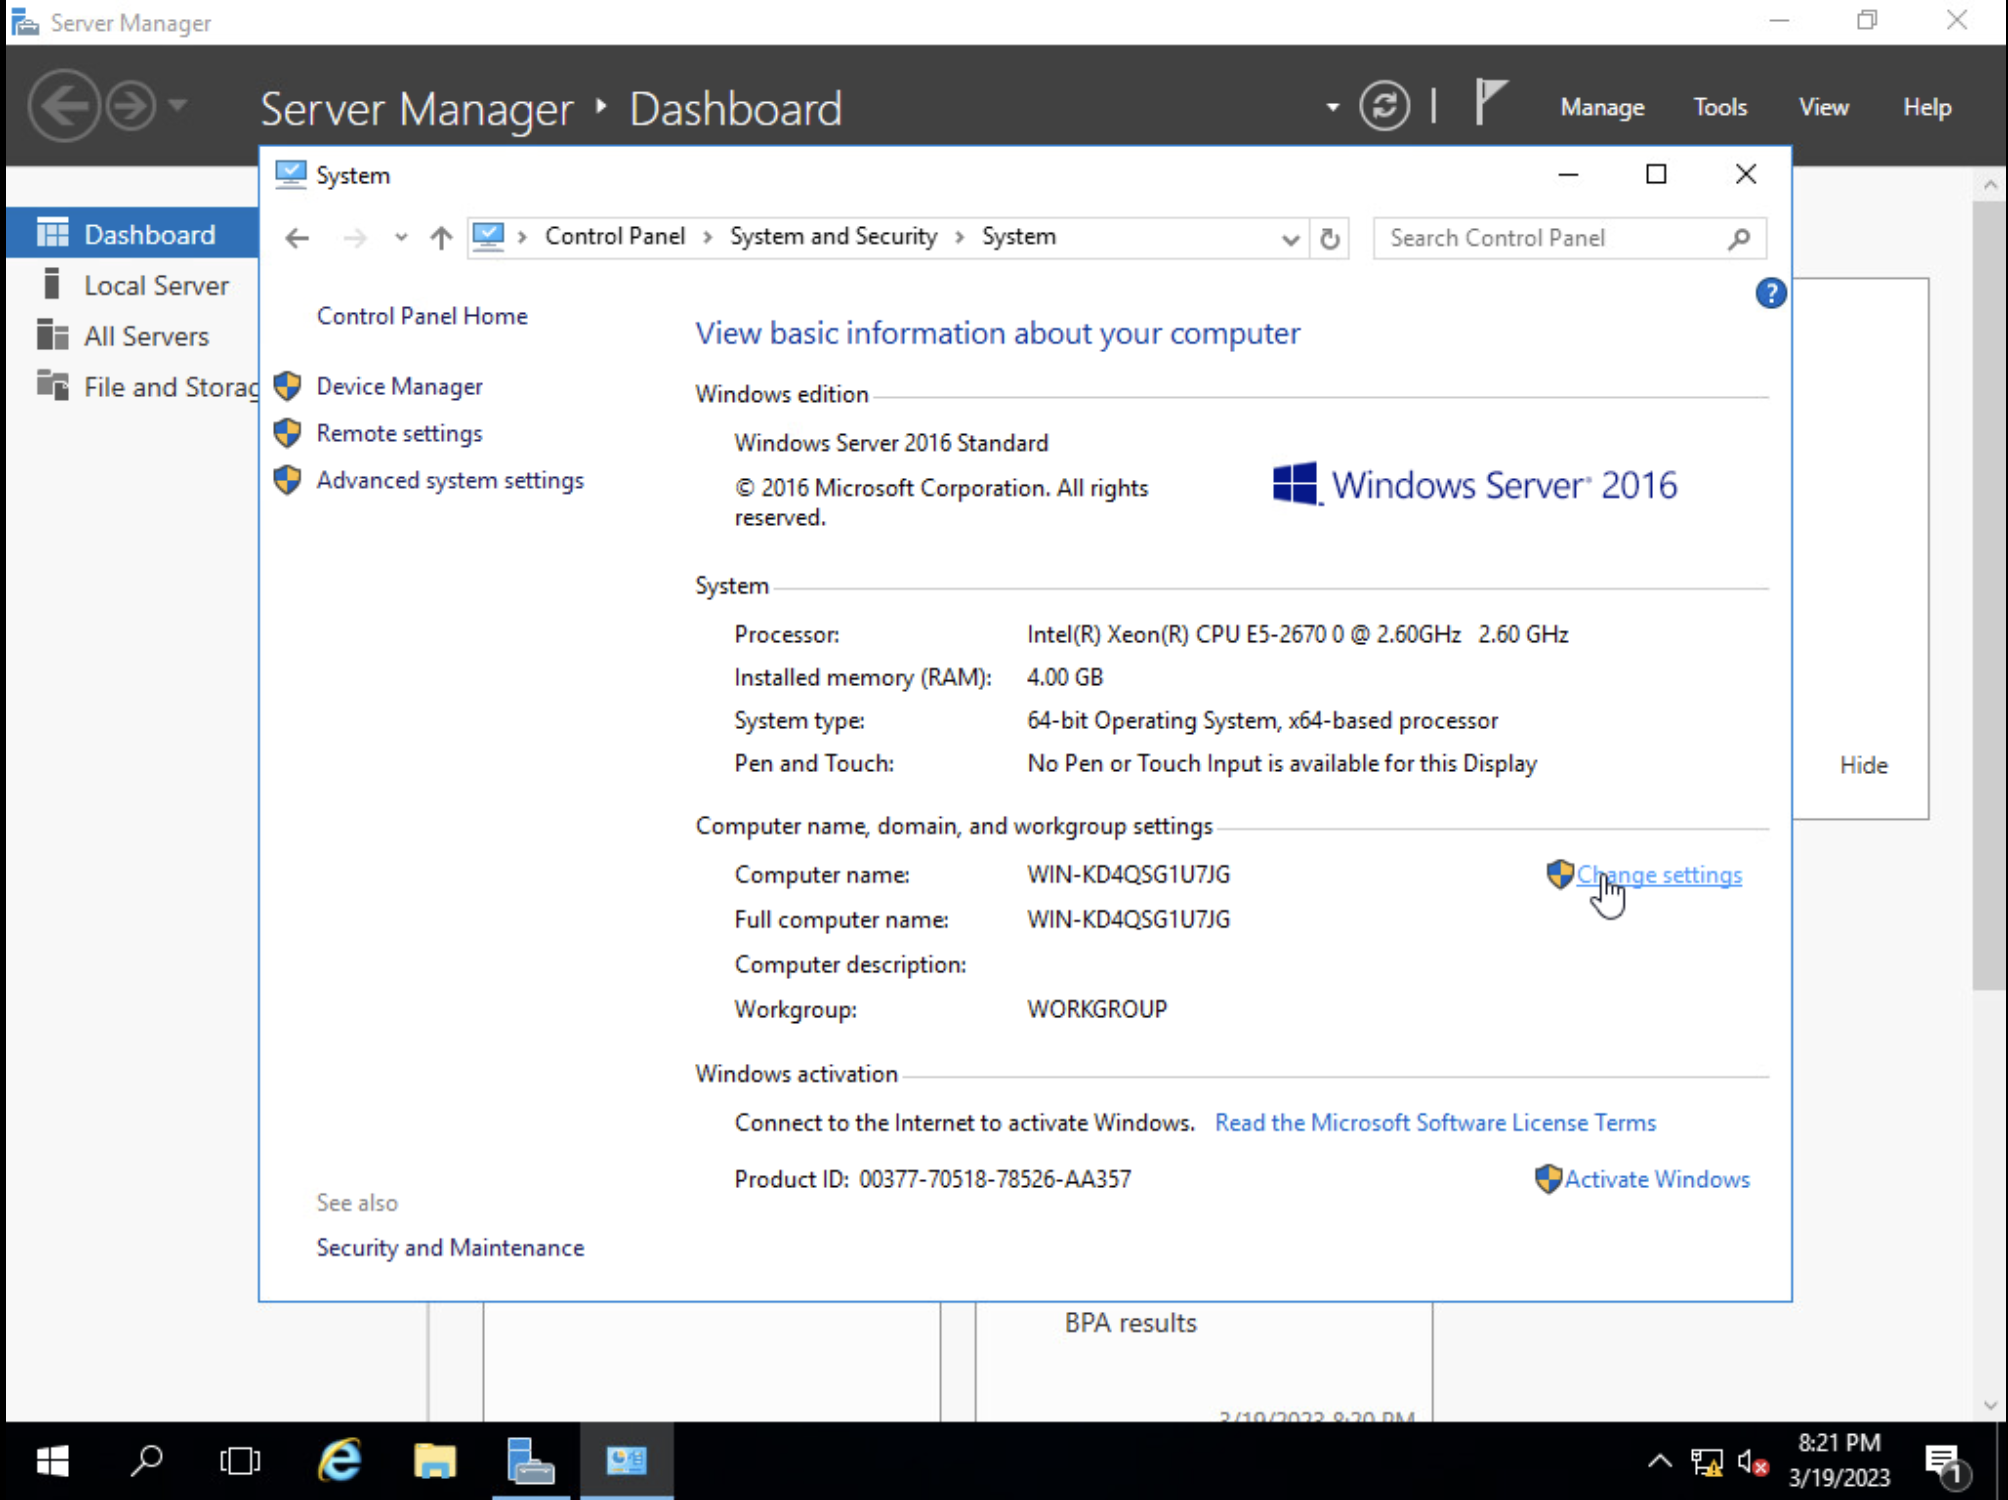 Server Manager
Server Manager ‣ Dashboard
Manage Tools View Help
System
Control Panel > System and Security > System
Search Control Panel
Dashboard
Local Server
All Servers
File and Storag
Control Panel Home
Device Manager
Remote settings
Advanced system settings
?
View basic information about your computer
Windows edition
Windows Server 2016 Standard
© 2016 Microsoft Corporation. All rights
reserved.
Windows Server® 2016
System
Processor: Intel(R) Xeon(R) CPU E5-2670 0 @ 2.60GHz 2.60 GHz
Installed memory (RAM): 4.00 GB
System type: 64-bit Operating System, x64-based processor
Pen and Touch: No Pen or Touch Input is available for this Display
Hide
Computer name, domain, and workgroup settings
Computer name: WIN-KD4QSG1U7JG
Change settings
Full computer name: WIN-KD4QSG1U7JG
Computer description:
Workgroup: WORKGROUP
Windows activation
Connect to the Internet to activate Windows. Read the Microsoft Software License Terms
Product ID: 00377-70518-78526-AA357
Activate Windows
See also
Security and Maintenance
BPA results
3/19/2023 8:20 PM
8:21 PM
3/19/2023
1